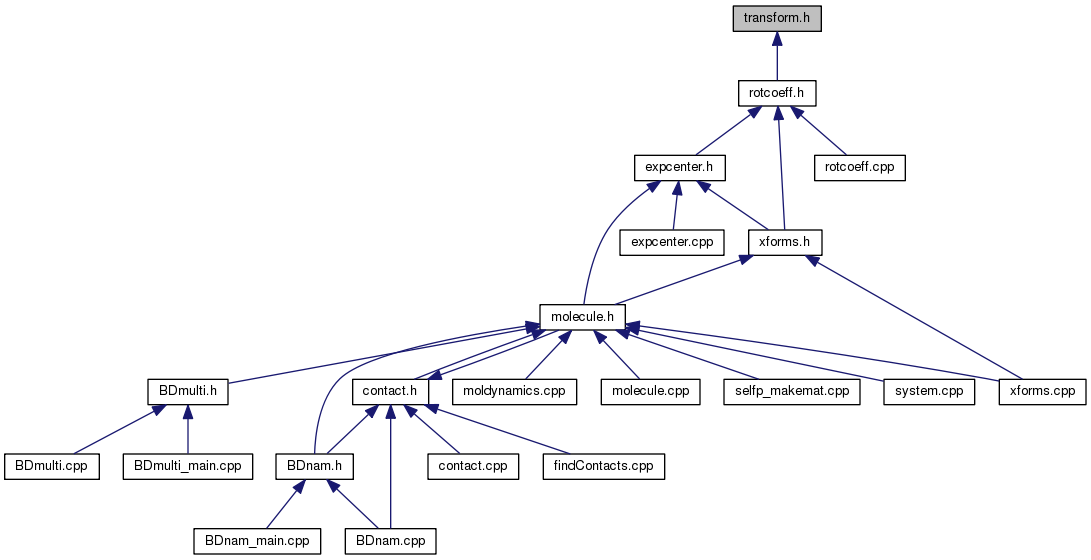 transform.h
rotcoeff.h
expcenter.h
rotcoeff.cpp
expcenter.cpp
xforms.h
molecule.h
BDmulti.h
contact.h
moldynamics.cpp
molecule.cpp
selfp_makemat.cpp
system.cpp
xforms.cpp
BDmulti.cpp
BDmulti_main.cpp
BDnam.h
contact.cpp
findContacts.cpp
BDnam_main.cpp
BDnam.cpp